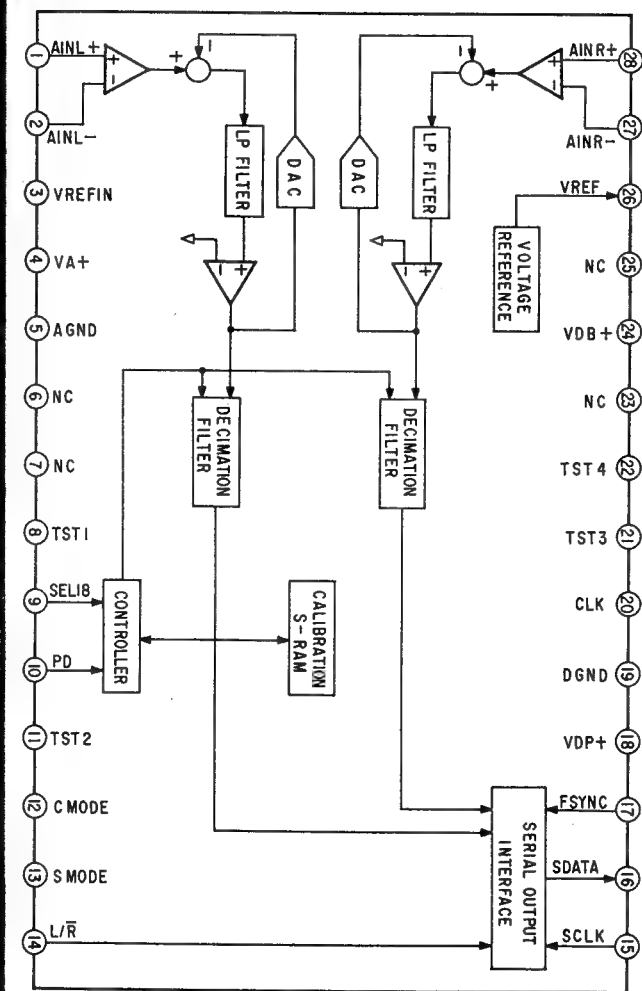 1 AINL+
2 AINL-
3 VREFIN
4 VA+
5 AGND
6 NC
7 NC
8 TST1
9 SEL18
10 PD
11 TST2
12 CMODE
13 SMODE
14 L/R̅
+
-
+
-
LP FILTER
DAC
-
+
DECIMATION
FILTER
CONTROLLER
CALIBRATION
S-RAM
-
+
+
-
DAC
LP FILTER
-
+
DECIMATION
FILTER
VOLTAGE
REFERENCE
SERIAL OUTPUT
INTERFACE
AINR+ 28
AINR- 27
VREF 26
NC 25
VDB+ 24
NC 23
TST4 22
TST3 21
CLK 20
DGND 19
VDP+ 18
FSYNC 17
SDATA 16
SCLK 15